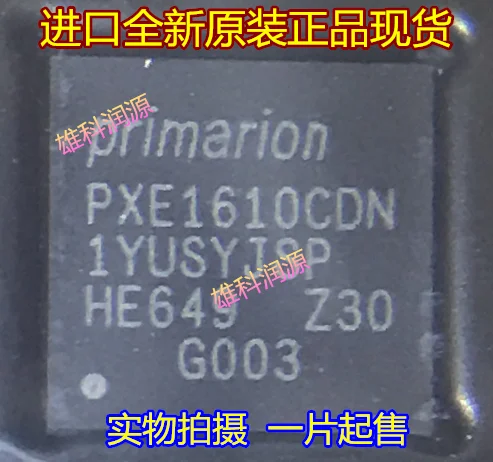 进口全新原装正品现货
雄科润源
primarion
PXE1610CDN
1YUSYJSP
雄科润源
HE649 Z30
G003
实物拍摄 一片起售